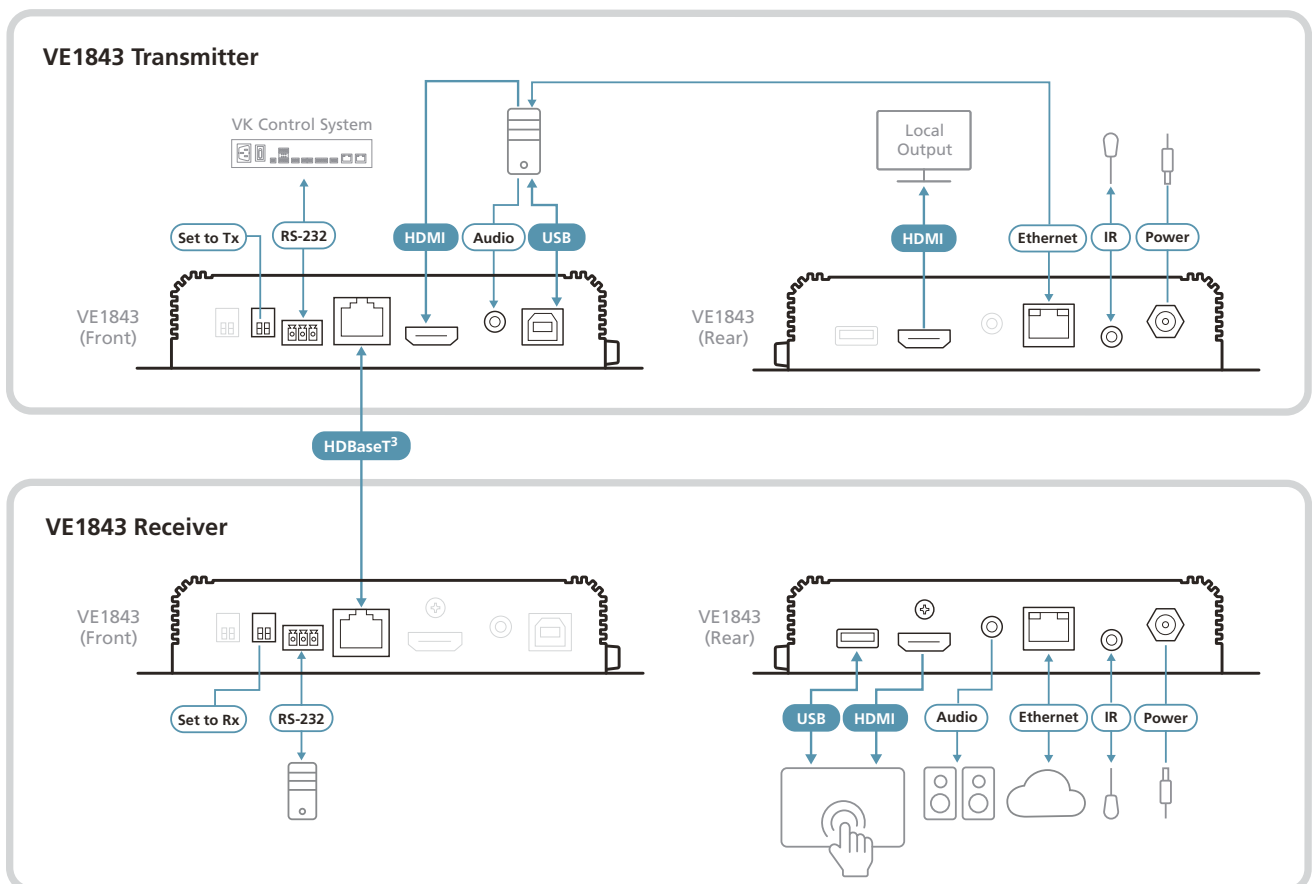 VE1843 Transmitter
VK Control System
Local
Output
Set to Tx
RS-232
HDMI
Audio
USB
HDMI
Ethernet
IR
Power
VE1843
(Front)
VE1843
(Rear)
HDBaseT3
VE1843 Receiver
VE1843
(Front)
VE1843
(Rear)
Set to Rx
RS-232
USB
HDMI
Audio
Ethernet
IR
Power